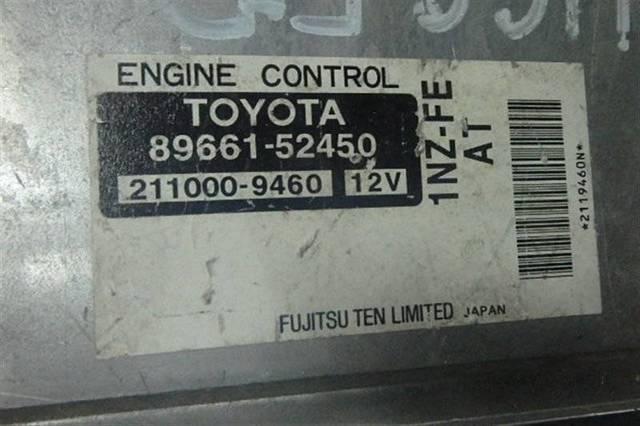 ENGINE CONTROL
TOYOTA
89661-52450
211000-9460 12V
1NZ-FE
AT
*2119460N*
FUJITSU TEN LIMITED JAPAN